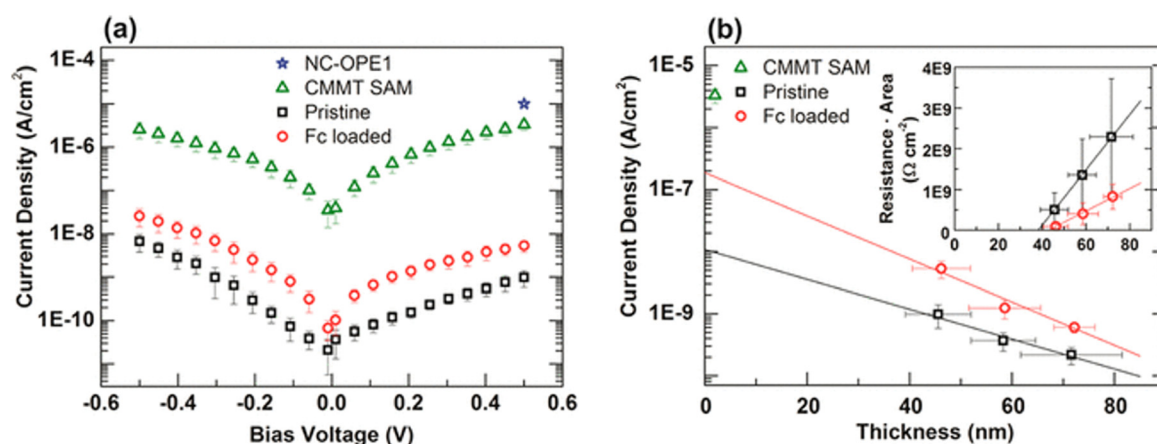 (a)
Current Density (A/cm²)
1E-4
1E-6
1E-8
1E-10
NC-OPE1
CMMT SAM
Pristine
Fc loaded
-0.6 -0.4 -0.2 0.0 0.2 0.4 0.6
Bias Voltage (V)
(b)
Current Density (A/cm²)
1E-5
1E-7
1E-9
CMMT SAM
Pristine
Fc loaded
Resistance · Area
(Ω cm⁻²)
4E9
3E9
2E9
1E9
0
0 20 40 60 80
0 20 40 60 80
Thickness (nm)